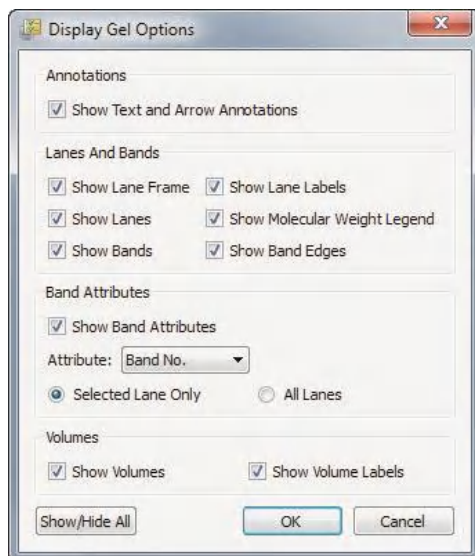 Display Gel Options
Annotations
Show Text and Arrow Annotations
Lanes And Bands
Show Lane Frame Show Lane Labels
Show Lanes Show Molecular Weight Legend
Show Bands Show Band Edges
Band Attributes
Show Band Attributes
Attribute: Band No.
Selected Lane Only All Lanes
Volumes
Show Volumes Show Volume Labels
Show/Hide All OK Cancel